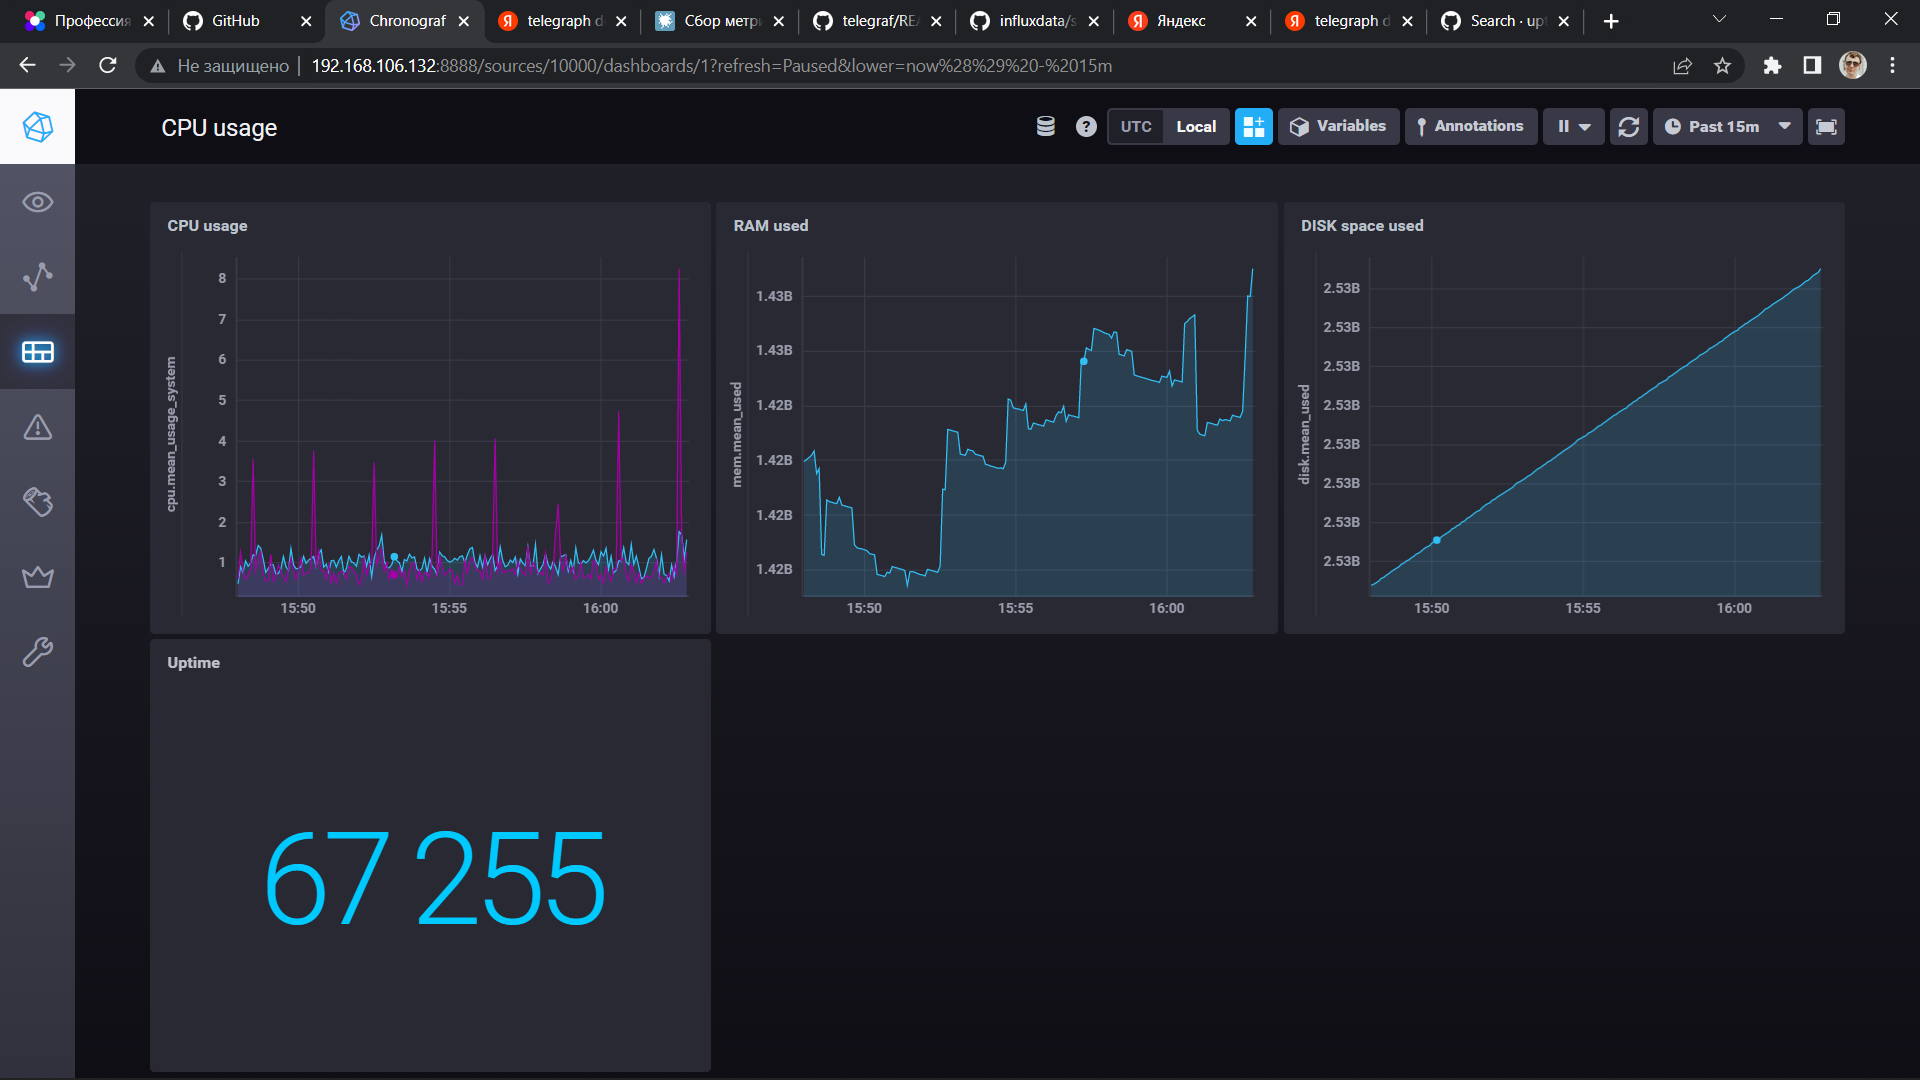 Профессия
GitHub
Chronograf
telegraph d
Сбор метри
telegraf/REA
influxdata/s
Яндекс
telegraph d
Search · upt
Не защищено
192.168.106.132:8888/sources/10000/dashboards/1?refresh=Paused&lower=now%28%29%20-%2015m
CPU usage
UTC
Local
Variables
Annotations
Past 15m
CPU usage
cpu.mean_usage_system
8
7
6
5
4
3
2
1
15:50
15:55
16:00
RAM used
mem.mean_used
1.43B
1.43B
1.42B
1.42B
1.42B
1.42B
15:50
15:55
16:00
DISK space used
disk.mean_used
2.53B
2.53B
2.53B
2.53B
2.53B
2.53B
2.53B
2.53B
15:50
15:55
16:00
Uptime
67 255